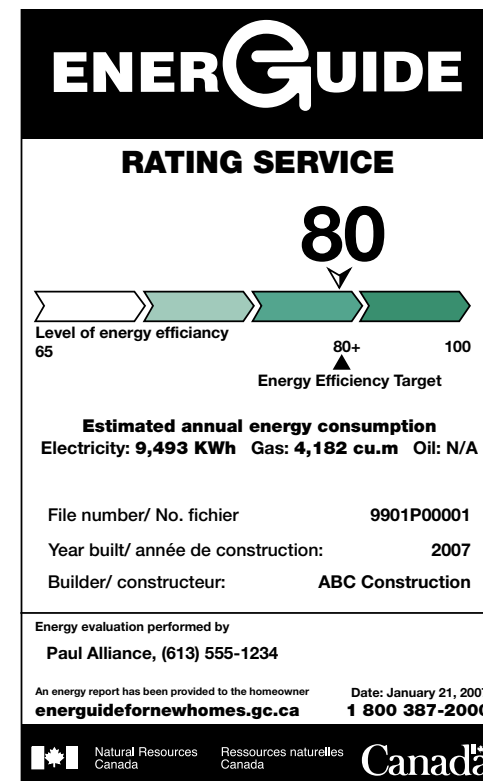 ENERGUIDE
RATING SERVICE
80
Level of energy efficiancy
65 80+ 100
Energy Efficiency Target
Estimated annual energy consumption
Electricity: 9,493 KWh Gas: 4,182 cu.m Oil: N/A
File number/ No. fichier 9901P00001
Year built/ année de construction: 2007
Builder/ constructeur: ABC Construction
Energy evaluation performed by
Paul Alliance, (613) 555-1234
An energy report has been provided to the homeowner Date: January 21, 2007
energuidefornewhomes.gc.ca 1 800 387-2000
Natural Resources Ressources naturelles
Canada Canada
Canada